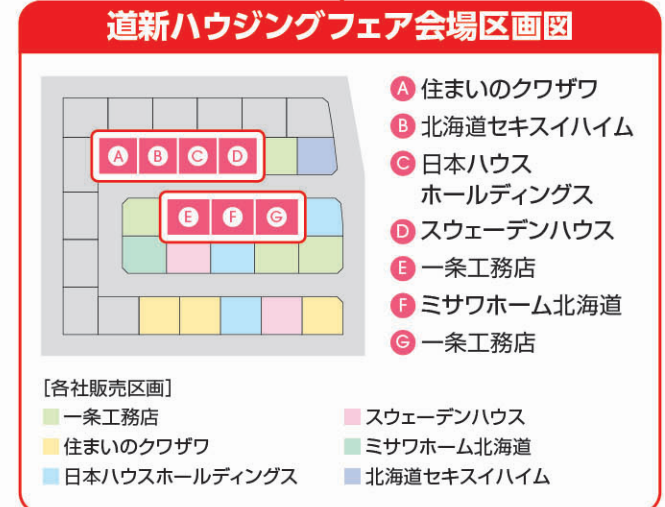 道新ハウジングフェア会場区画図
A 住まいのクワザワ
B 北海道セキスイハイム
C 日本ハウス
ホールディングス
D スウェーデンハウス
E 一条工務店
F ミサワホーム北海道
G 一条工務店
A B C D
E F G
[各社販売区画]
一条工務店
スウェーデンハウス
住まいのクワザワ
ミサワホーム北海道
日本ハウスホールディングス
北海道セキスイハイム